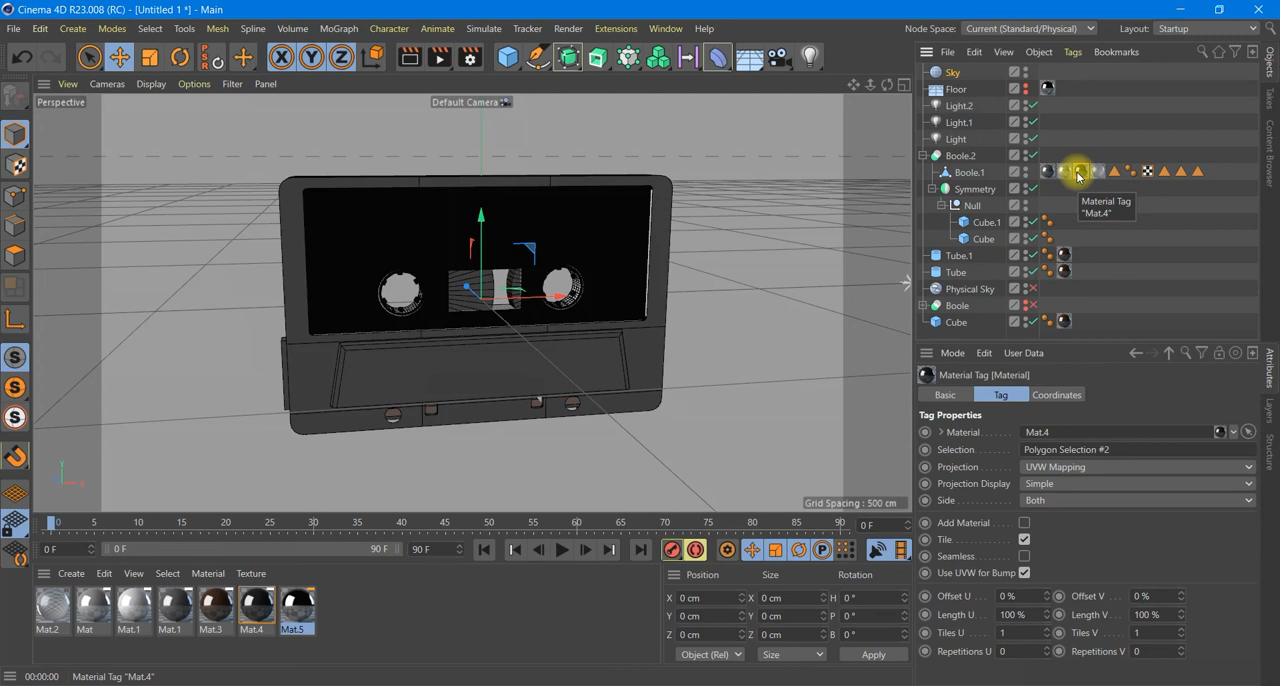 Cinema 4D R23.008 (RC) - [Untitled 1 *] - Main
File Edit Create Modes Select Tools Mesh Spline Volume MoGraph Character Animate Simulate Tracker Render Extensions Window Help Node Space: Current (Standard/Physical) Layout: Startup
X Y Z
PSR
File Edit View Object Tags Bookmarks
View Cameras Display Options Filter Panel
Perspective
Default Camera
Sky
Floor
Light.2
Light.1
Light
Boole.2
Boole.1
Symmetry
Null
Cube.1
Cube
Tube.1
Tube
Physical Sky
Boole
Cube
Material Tag
"Mat.4"
Objects
Takes
Content Browser
Attributes
Layers
Structure
Y
X
Grid Spacing : 500 cm
Mode Edit User Data
Material Tag [Material]
Basic Tag Coordinates
Tag Properties
Material Mat.4
Selection Polygon Selection #2
Projection UVW Mapping
Projection Display Simple
Side Both
Add Material
Tile
Seamless
Use UVW for Bump
Offset U 0 % Offset V 0 %
Length U 100 % Length V 100 %
Tiles U 1 Tiles V 1
Repetitions U 0 Repetitions V 0
0 5 10 15 20 25 30 35 40 45 50 55 60 65 70 75 80 85 90 0 F
0 F 0 F 90 F 90 F
Create Edit View Select Material Texture
Mat.2 Mat Mat.1 Mat.1 Mat.3 Mat.4 Mat.5
Position Size Rotation
X 0 cm X 0 cm H 0 °
Y 0 cm Y 0 cm P 0 °
Z 0 cm Z 0 cm B 0 °
Object (Rel) Size Apply
00:00:00 Material Tag "Mat.4"